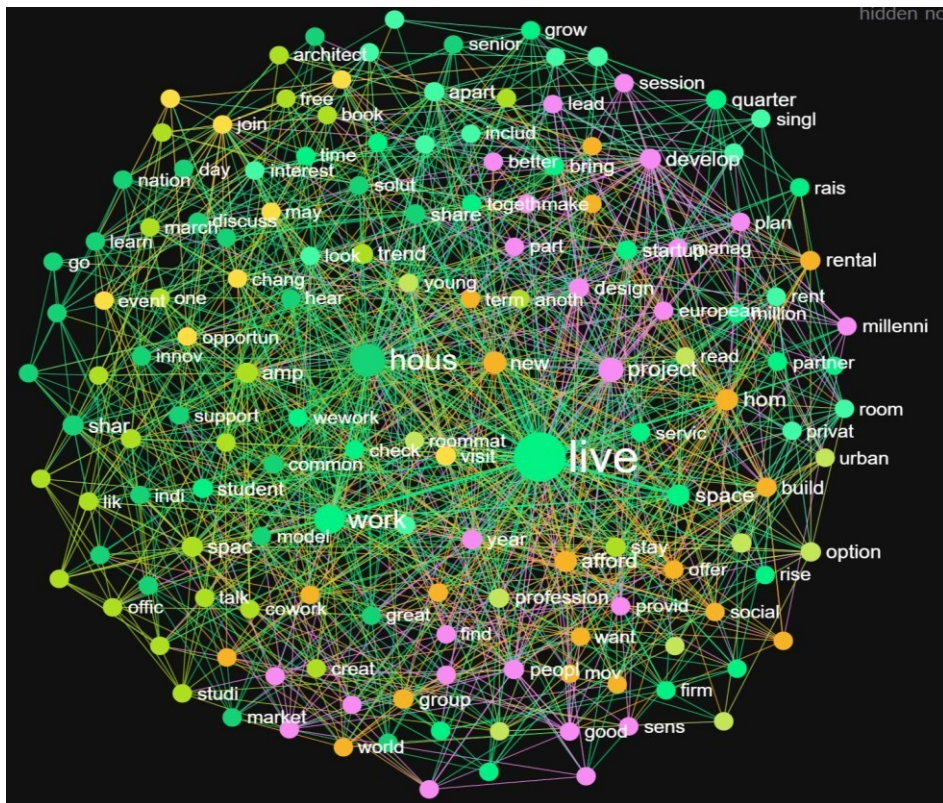 hidden no
grow
senior
architect
session
apart
quarter
free
lead
book
singl
join
includ
time
better
develop
bring
day
interest
nation
solut
togethmake
may
share
march
discuss
plan
learn
part
startup
manag
look
trend
go
rental
chang
young
design
hear
rent
event
one
term
anoth
european
million
millenni
opportun
innov
hous
new
read
partner
amp
project
hom
support
room
wework
shar
privat
servic
roommat
check
visit
live
urban
common
student
build
indi
space
lik
work
model
year
spac
stay
option
afford
offer
rise
talk
profession
offic
cowork
provid
social
great
find
want
creat
peopl
mov
studi
firm
group
market
sens
good
world